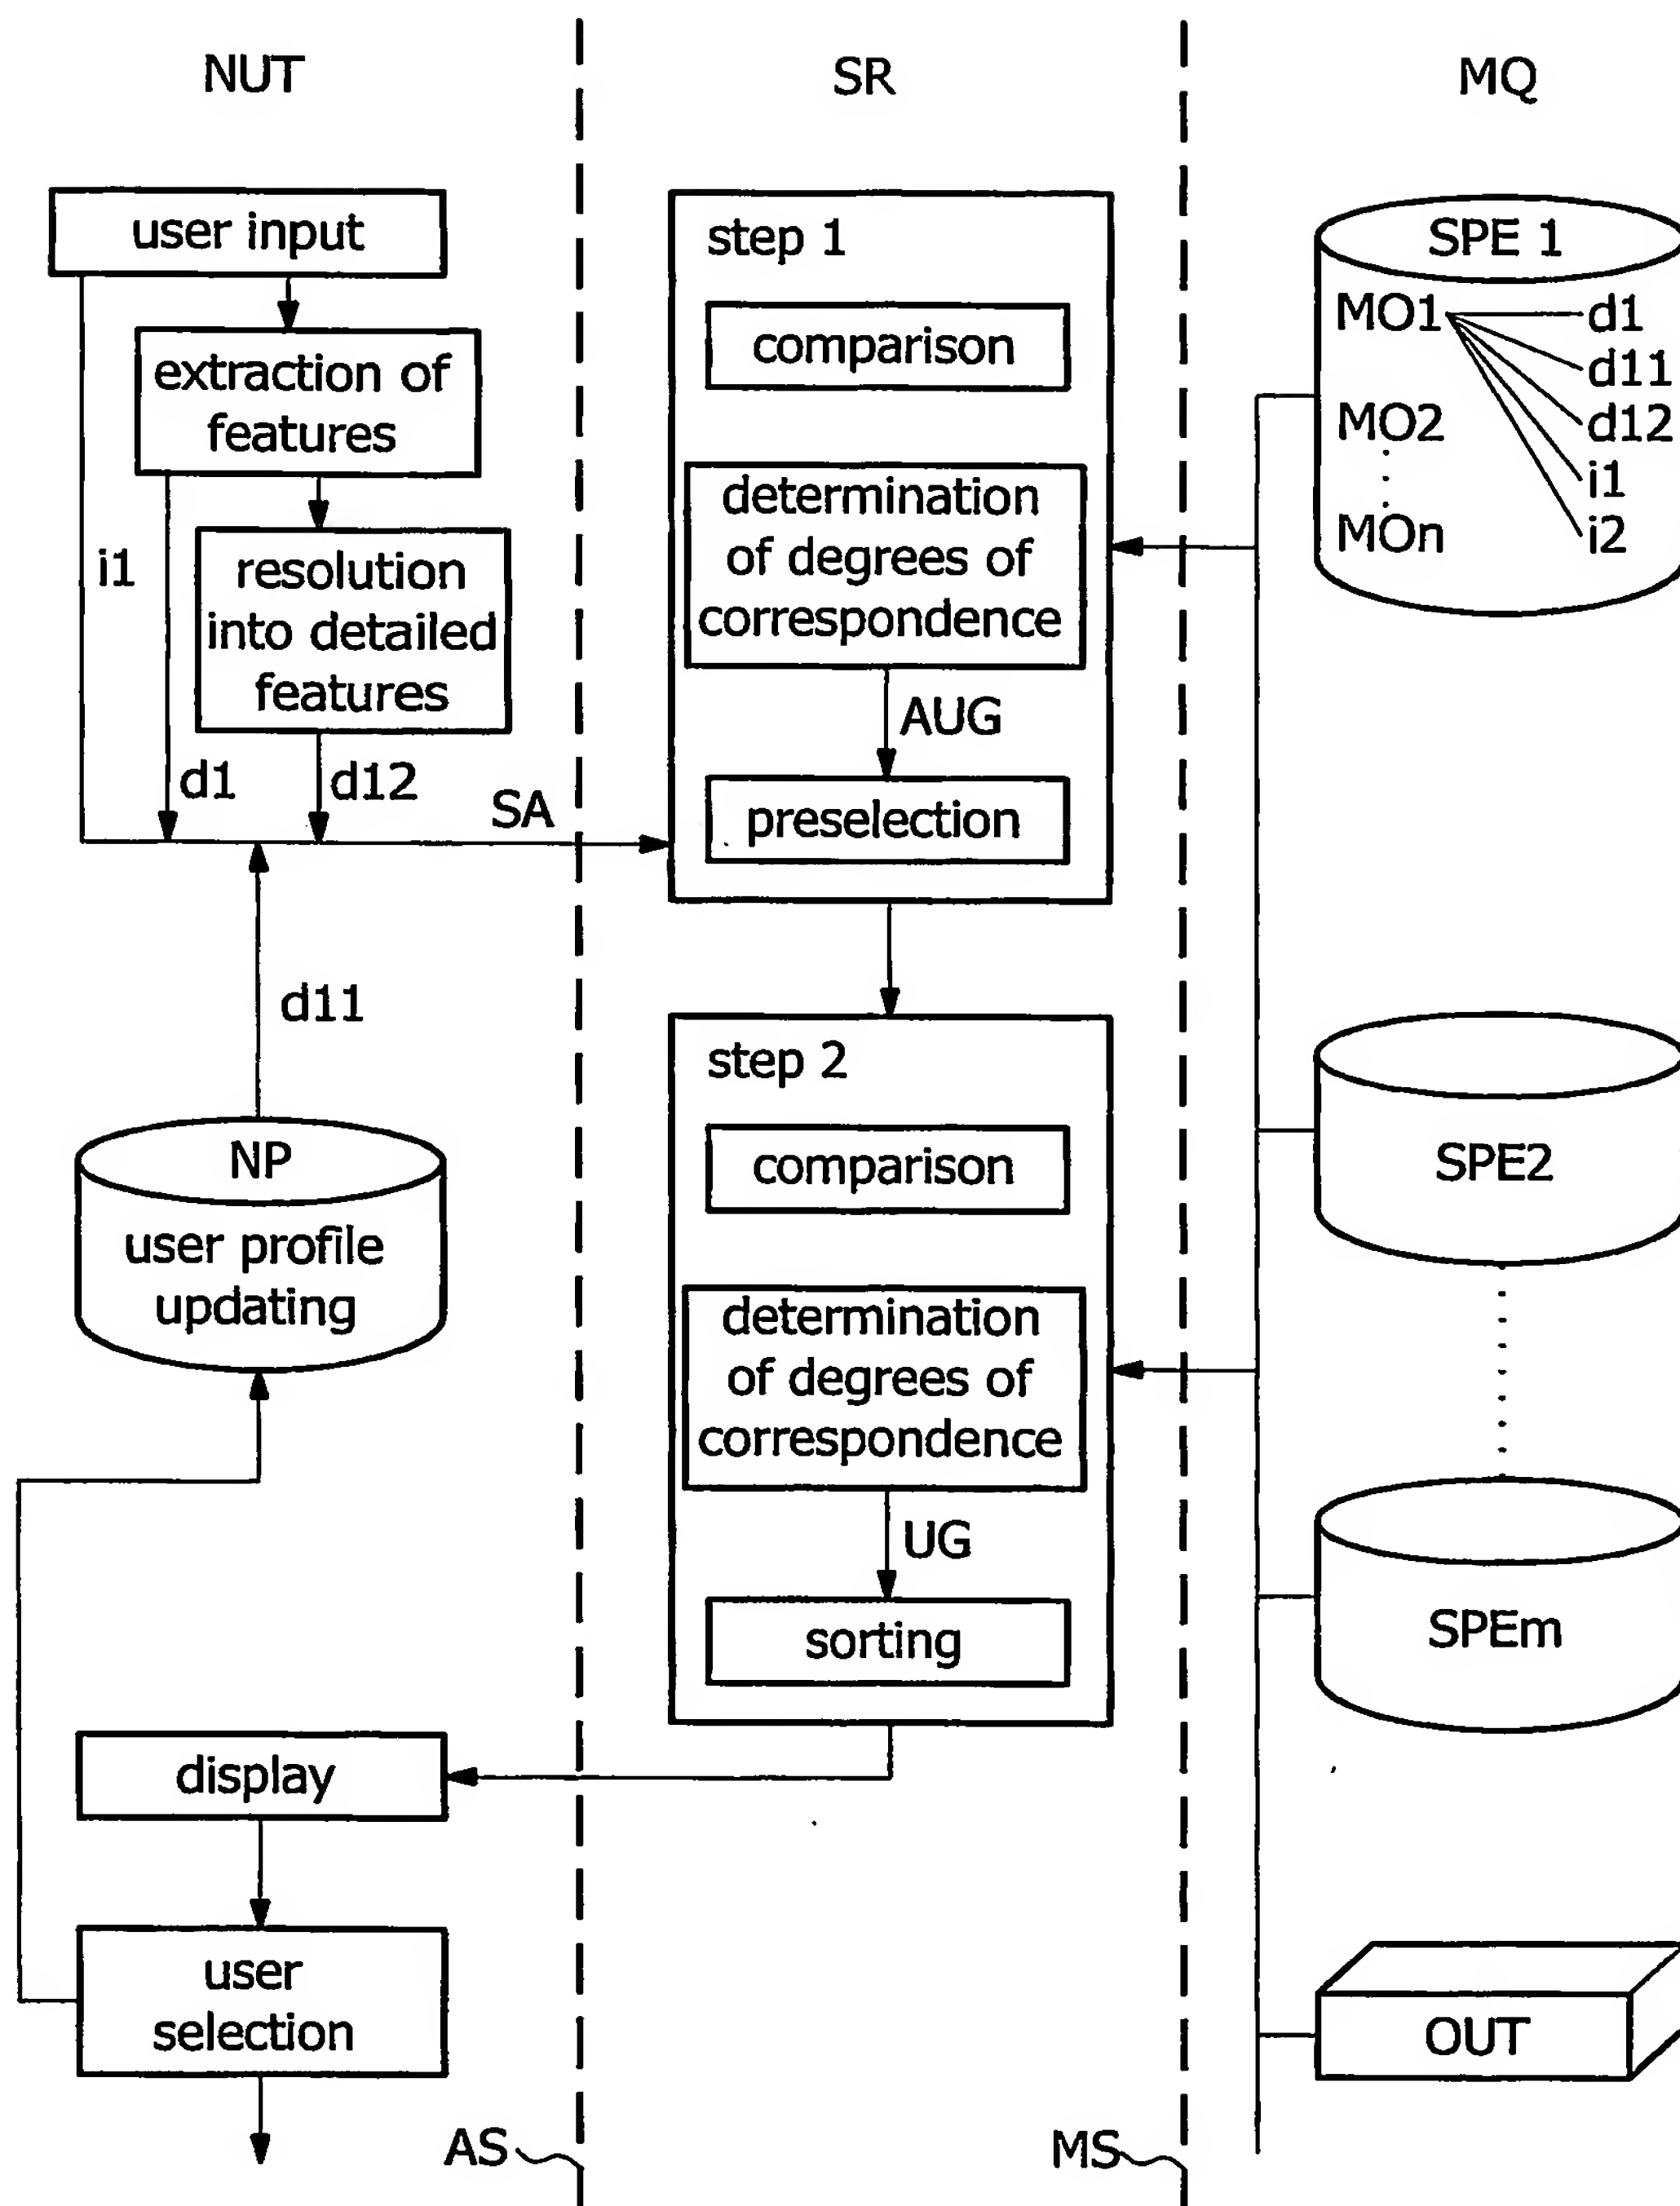 NUT
SR
MQ
user input
extraction of
features
i1
resolution
into detailed
features
d1
d12
SA
d11
NP
user profile
updating
display
user
selection
AS
step 1
comparison
determination
of degrees of
correspondence
AUG
preselection
step 2
comparison
determination
of degrees of
correspondence
UG
sorting
MS
SPE 1
MO1
d1
d11
MO2
d12
i1
MOn
i2
SPE2
SPEm
OUT